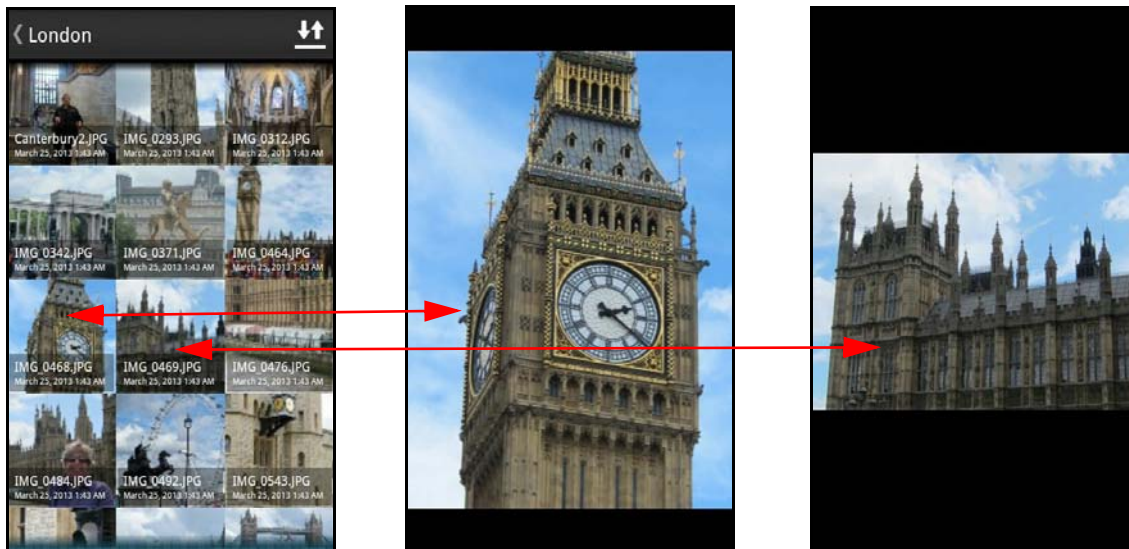 London
Canterbury2.JPG
March 25, 2013 1:43 AM
IMG_0293.JPG
March 25, 2013 1:43 AM
IMG_0312.JPG
March 25, 2013 1:43 AM
IMG_0342.JPG
March 25, 2013 1:43 AM
IMG_0371.JPG
March 25, 2013 1:43 AM
IMG_0464.JPG
March 25, 2013 1:43 AM
IMG_0468.JPG
March 25, 2013 1:43 AM
IMG_0469.JPG
March 25, 2013 1:43 AM
IMG_0476.JPG
March 25, 2013 1:43 AM
IMG_0484.JPG
March 25, 2013 1:43 AM
IMG_0492.JPG
March 25, 2013 1:43 AM
IMG_0543.JPG
March 25, 2013 1:43 AM